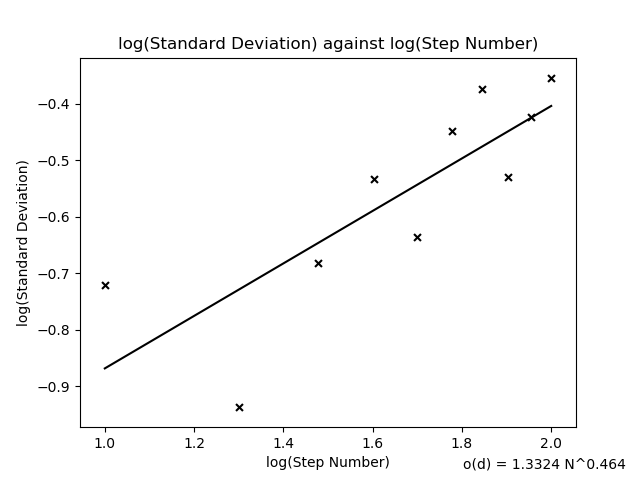 log(Standard Deviation) against log(Step Number)
log(Standard Deviation)
−0.4
−0.5
−0.6
−0.7
−0.8
−0.9
1.0 1.2 1.4 1.6 1.8 2.0
log(Step Number)
o(d) = 1.3324 N^0.464